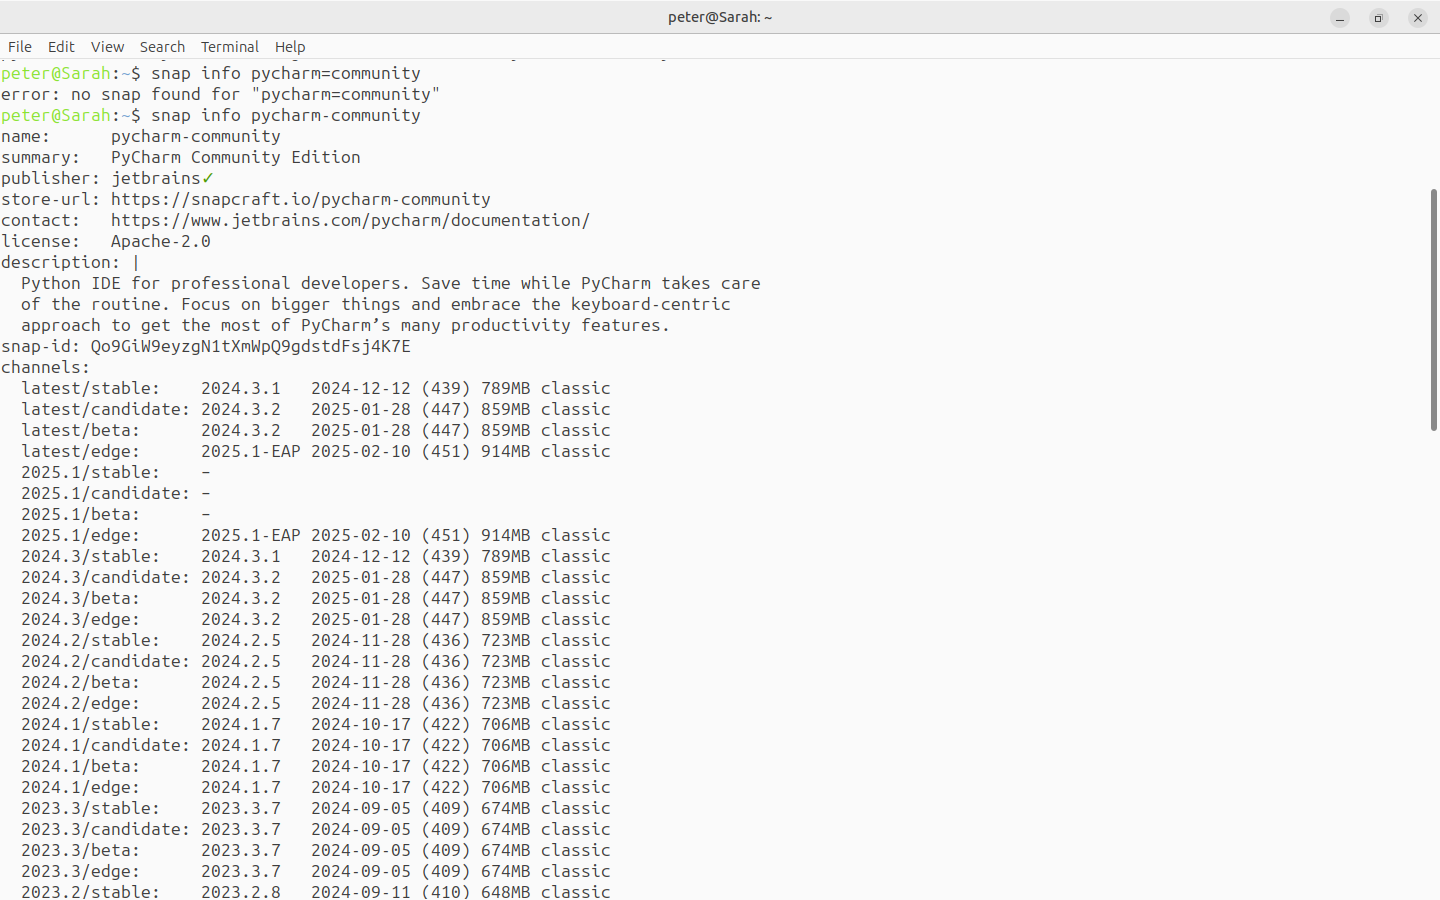 peter@Sarah: ~
File Edit View Search Terminal Help
peter@Sarah:~$ snap info pycharm=community
error: no snap found for "pycharm=community"
peter@Sarah:~$ snap info pycharm-community
name:      pycharm-community
summary:   PyCharm Community Edition
publisher: jetbrains✓
store-url: https://snapcraft.io/pycharm-community
contact:   https://www.jetbrains.com/pycharm/documentation/
license:   Apache-2.0
description: |
  Python IDE for professional developers. Save time while PyCharm takes care
  of the routine. Focus on bigger things and embrace the keyboard-centric
  approach to get the most of PyCharm’s many productivity features.
snap-id: Qo9GiW9eyzgN1tXmWpQ9gdstdFsj4K7E
channels:
  latest/stable:    2024.3.1   2024-12-12 (439) 789MB classic
  latest/candidate: 2024.3.2   2025-01-28 (447) 859MB classic
  latest/beta:      2024.3.2   2025-01-28 (447) 859MB classic
  latest/edge:      2025.1-EAP 2025-02-10 (451) 914MB classic
  2025.1/stable:    –
  2025.1/candidate: –
  2025.1/beta:      –
  2025.1/edge:      2025.1-EAP 2025-02-10 (451) 914MB classic
  2024.3/stable:    2024.3.1   2024-12-12 (439) 789MB classic
  2024.3/candidate: 2024.3.2   2025-01-28 (447) 859MB classic
  2024.3/beta:      2024.3.2   2025-01-28 (447) 859MB classic
  2024.3/edge:      2024.3.2   2025-01-28 (447) 859MB classic
  2024.2/stable:    2024.2.5   2024-11-28 (436) 723MB classic
  2024.2/candidate: 2024.2.5   2024-11-28 (436) 723MB classic
  2024.2/beta:      2024.2.5   2024-11-28 (436) 723MB classic
  2024.2/edge:      2024.2.5   2024-11-28 (436) 723MB classic
  2024.1/stable:    2024.1.7   2024-10-17 (422) 706MB classic
  2024.1/candidate: 2024.1.7   2024-10-17 (422) 706MB classic
  2024.1/beta:      2024.1.7   2024-10-17 (422) 706MB classic
  2024.1/edge:      2024.1.7   2024-10-17 (422) 706MB classic
  2023.3/stable:    2023.3.7   2024-09-05 (409) 674MB classic
  2023.3/candidate: 2023.3.7   2024-09-05 (409) 674MB classic
  2023.3/beta:      2023.3.7   2024-09-05 (409) 674MB classic
  2023.3/edge:      2023.3.7   2024-09-05 (409) 674MB classic
  2023.2/stable:    2023.2.8   2024-09-11 (410) 648MB classic